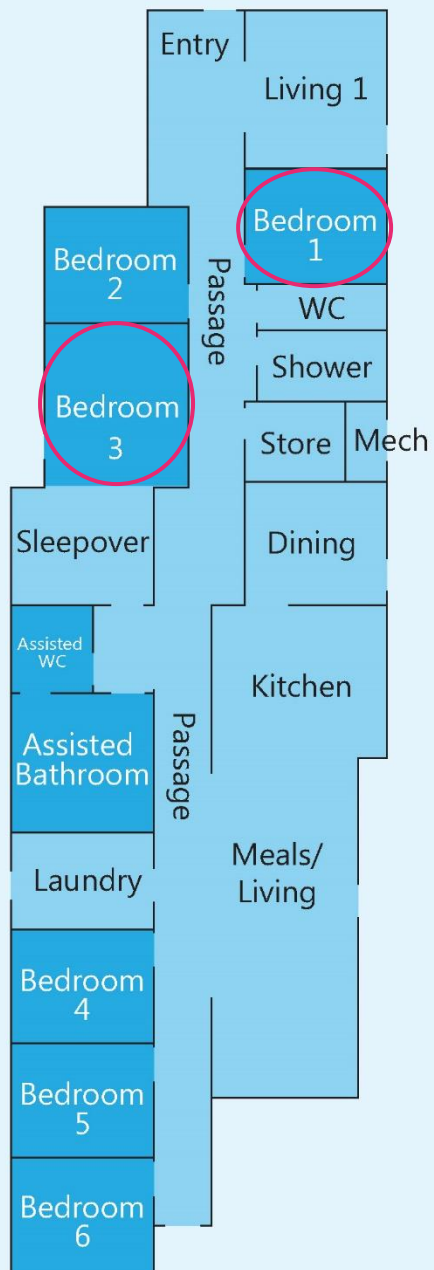 Entry
Living 1
Bedroom
1
Bedroom
2
Passage
WC
Shower
Bedroom
3
Store
Mech
Sleepover
Dining
Assisted
WC
Kitchen
Passage
Assisted
Bathroom
Meals/
Living
Laundry
Bedroom
4
Bedroom
5
Bedroom
6